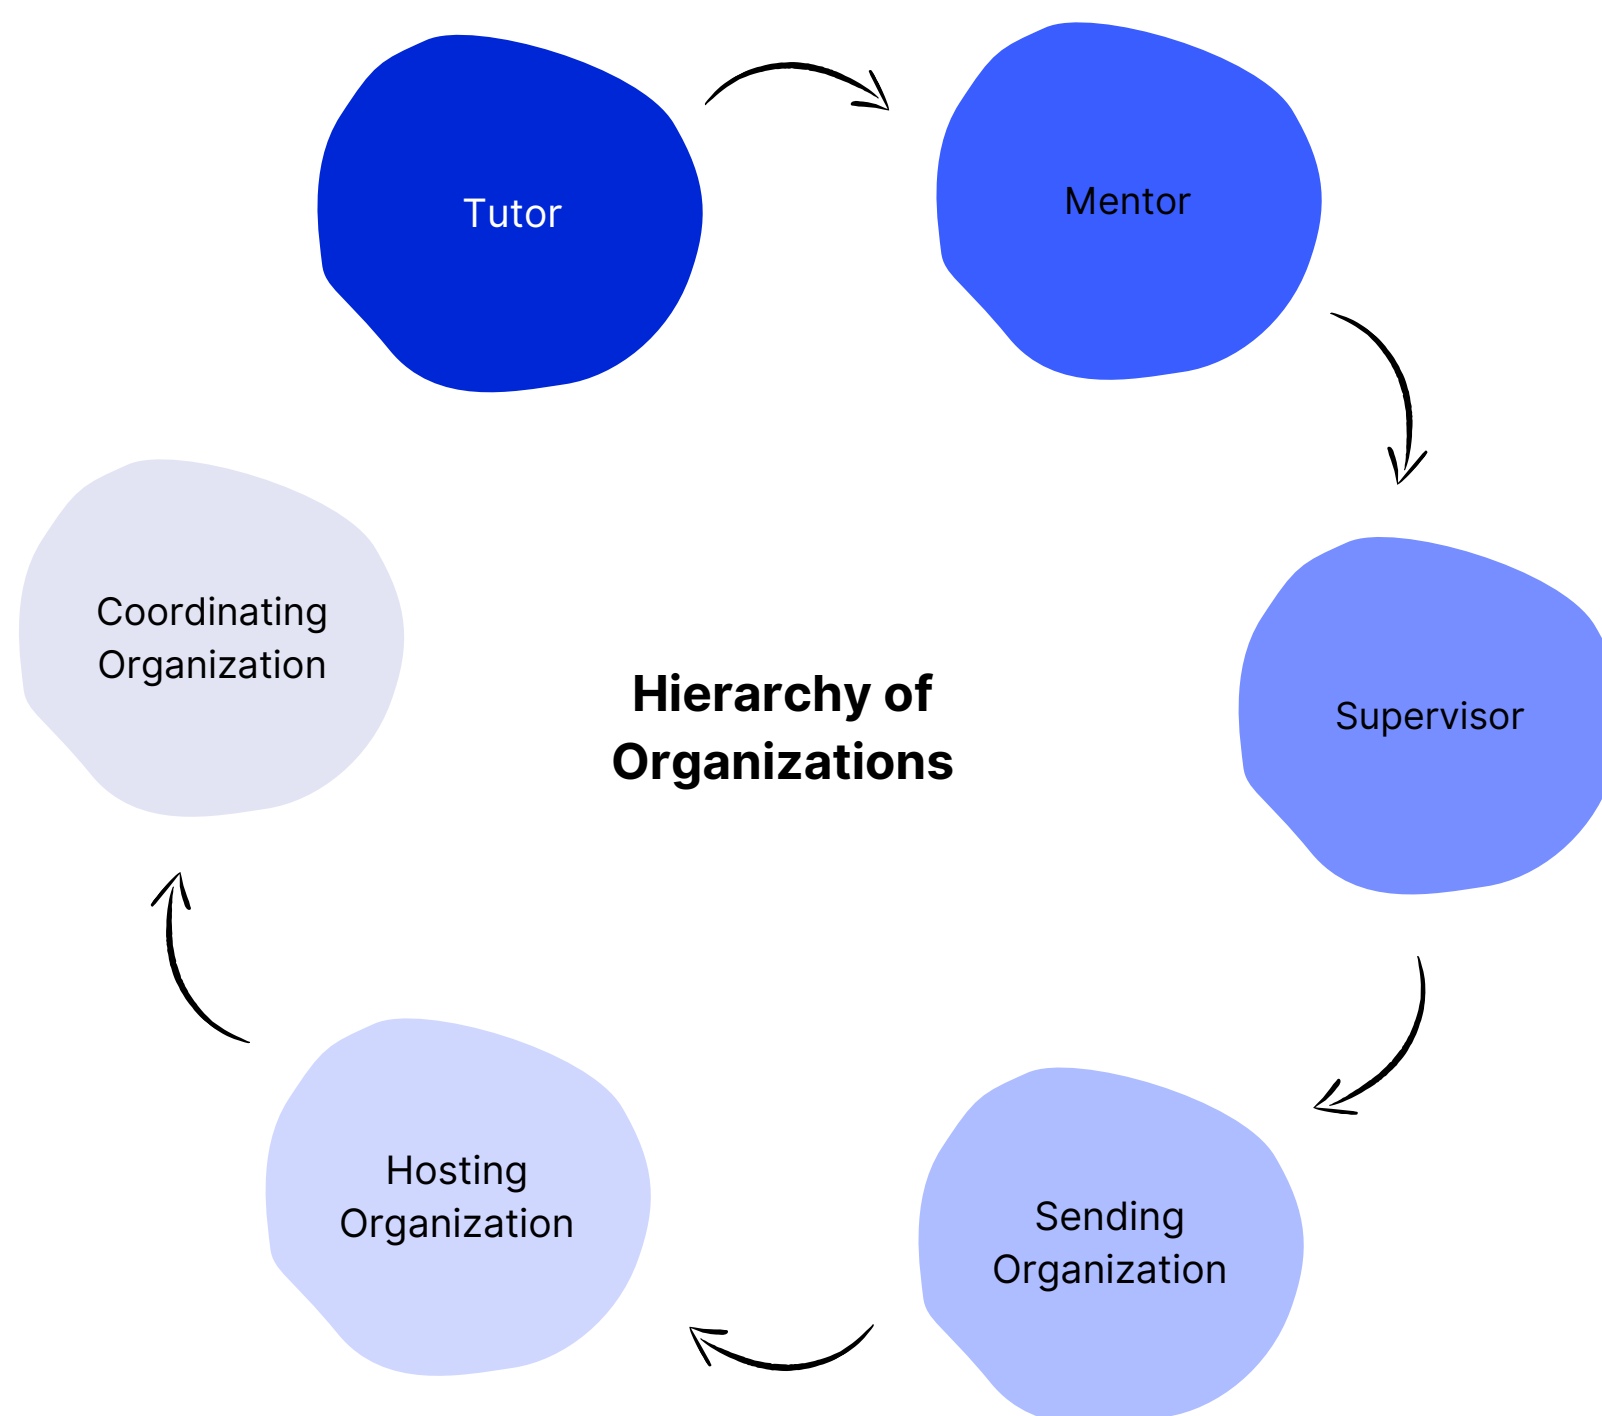 Tutor
Mentor
Supervisor
Sending
Organization
Hosting
Organization
Coordinating
Organization
Hierarchy of
Organizations